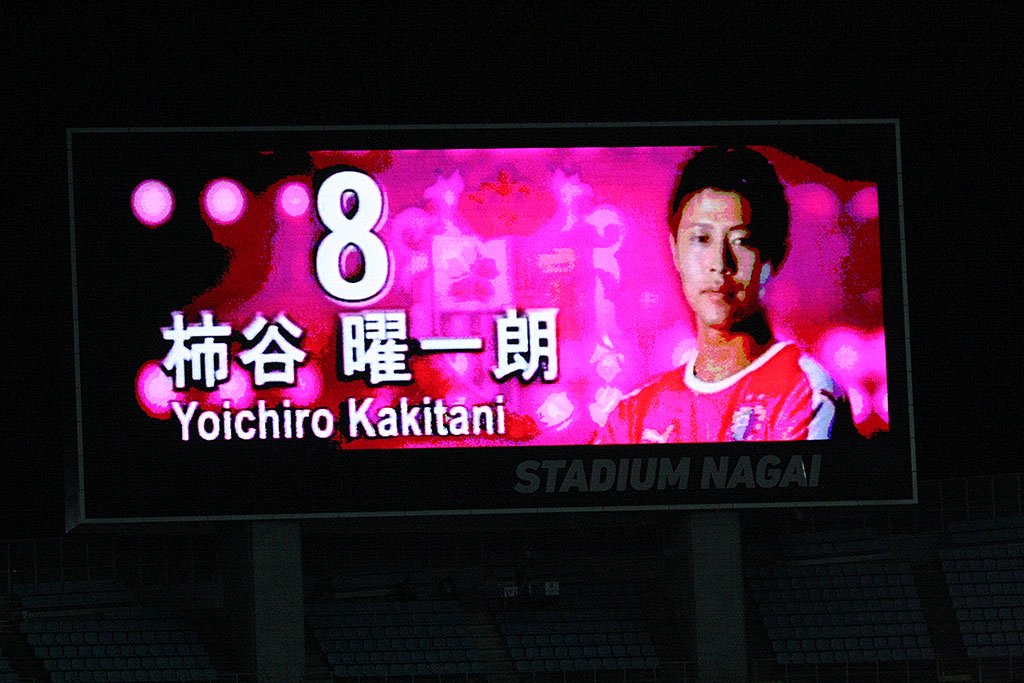 8
柿谷 曜一朗
Yoichiro Kakitani
STADIUM NAGAI